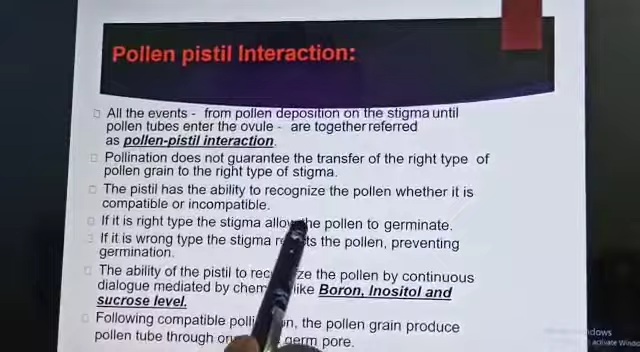 Pollen pistil Interaction:
All the events - from pollen deposition on the stigma until
pollen tubes enter the ovule - are together referred
as pollen-pistil interaction.
Pollination does not guarantee the transfer of the right type of
pollen grain to the right type of stigma.
The pistil has the ability to recognize the pollen whether it is
compatible or incompatible.
If it is right type the stigma allows the pollen to germinate.
If it is wrong type the stigma rejects the pollen, preventing
germination.
The ability of the pistil to recognize the pollen by continuous
dialogue mediated by chem like Boron, Inositol and
sucrose level.
Following compatible pollination, the pollen grain produce
pollen tube through germ pore.
activate Windo